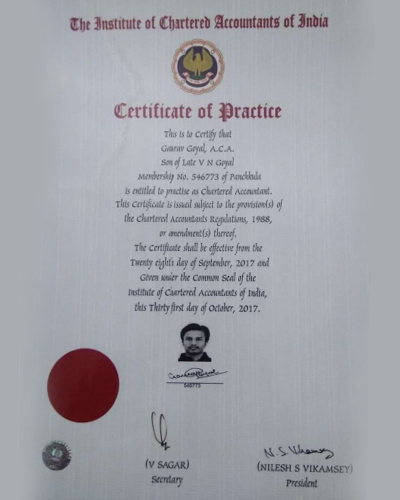 The Institute of Chartered Accountants of India
Certificate of Practice
This is to Certify that
Gaurav Goyal, A.C.A.
Son of Late V N Goyal
Membership No. 546773 of Panchkula
is entitled to practise as Chartered Accountant.
This Certificate is issued subject to the provision(s) of
the Chartered Accountants Regulations, 1988,
or amendment(s) thereof.
The Certificate shall be effective from the
Twenty eighth day of September, 2017 and
Given under the Common Seal of the
Institute of Chartered Accountants of India,
this Thirty first day of October, 2017.
546773
N. S. Vikamsey
(V SAGAR)
(NILESH S VIKAMSEY)
Secretary
President